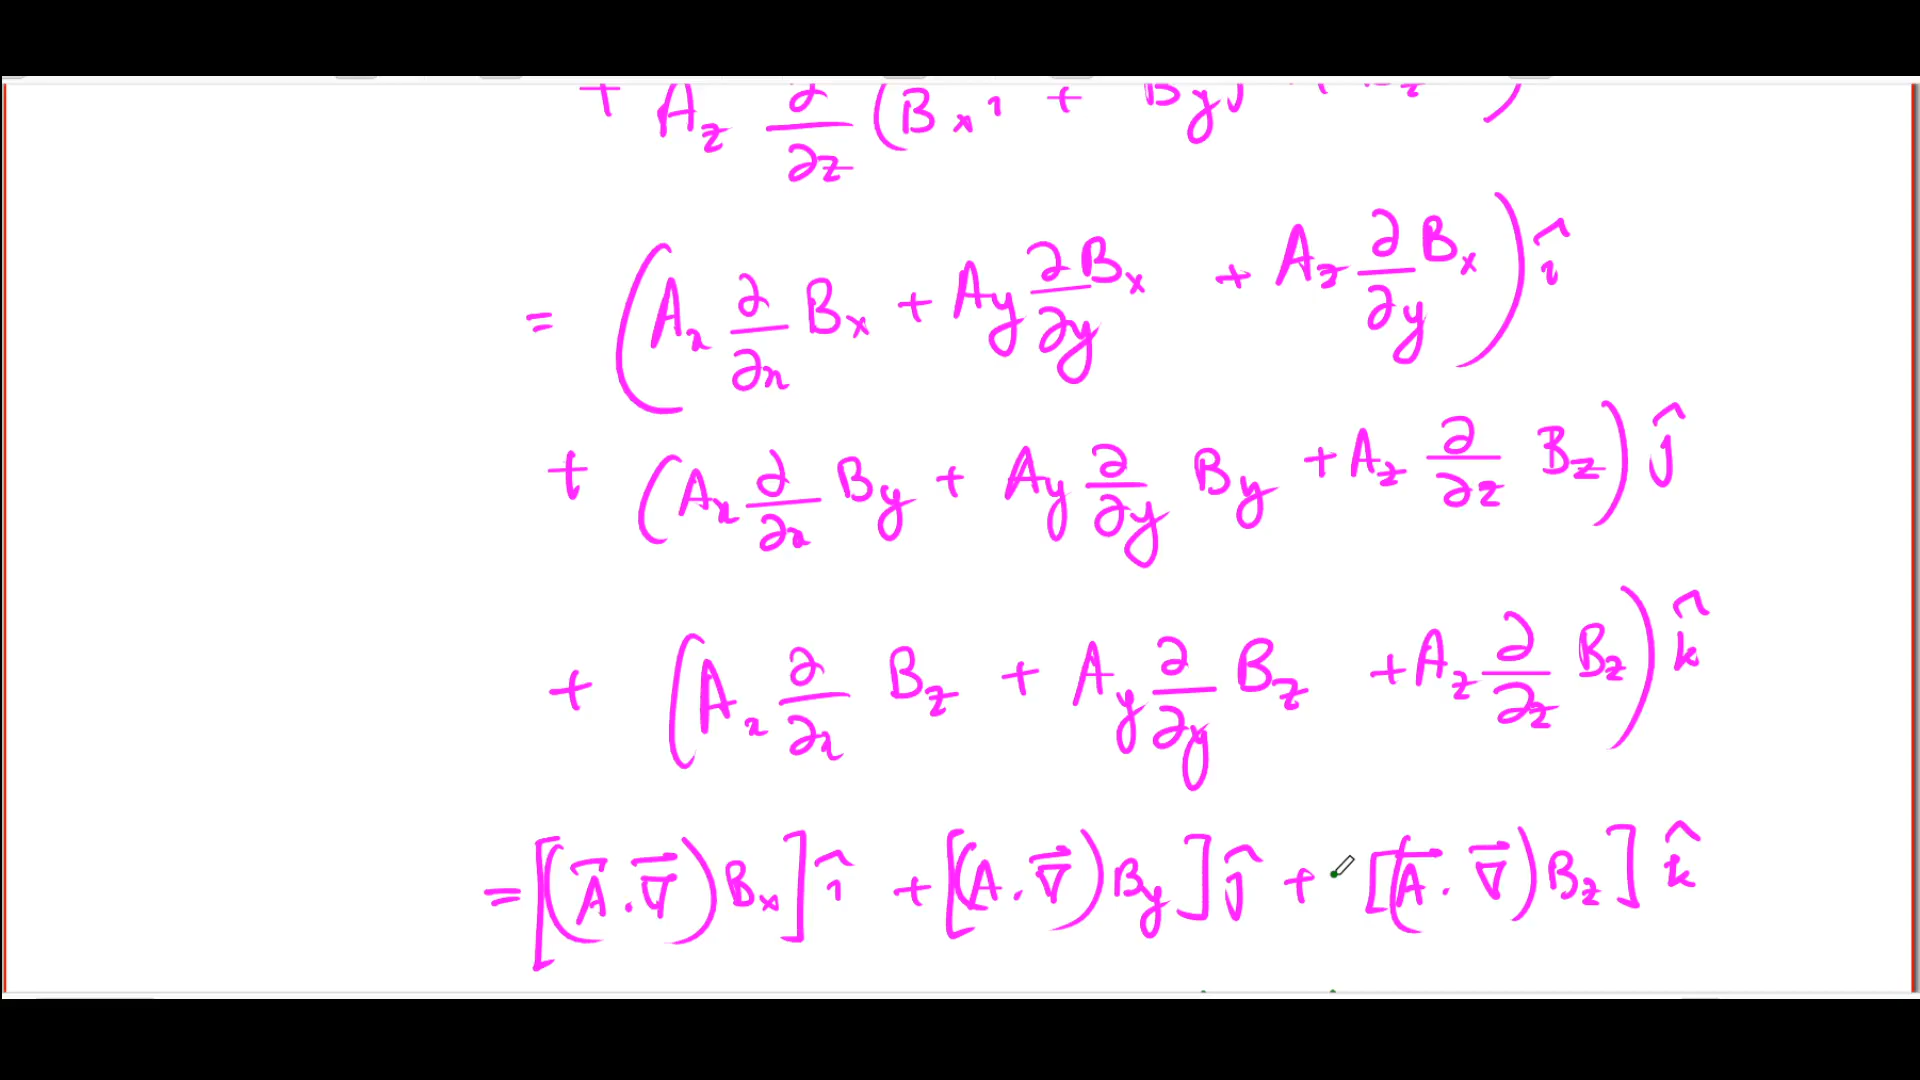 + A_z ∂/∂z (B_x î + B_y ĵ + B_z )
= (A_x ∂/∂x B_x + A_y ∂B_x/∂y + A_z ∂B_x/∂y) î
+ (A_x ∂/∂x B_y + A_y ∂/∂y B_y + A_z ∂/∂z B_z) ĵ
+ (A_x ∂/∂x B_z + A_y ∂/∂y B_z + A_z ∂/∂z B_z) k̂
= [(A⃗.∇⃗)B_x] î + [(A.∇⃗)B_y] ĵ + [(A⃗.∇⃗)B_z] k̂